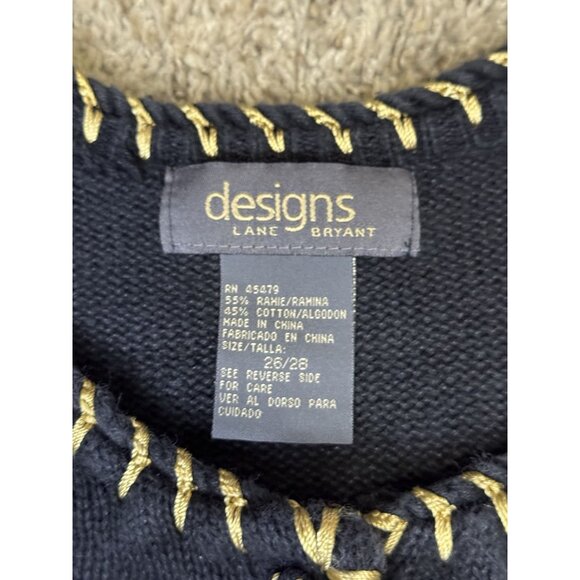 designs
LANE BRYANT
RN 45479
55% RAMIE/RAMINA
45% COTTON/ALGODON
MADE IN CHINA
FABRICADO EN CHINA
SIZE/TALLA:
26/28
SEE REVERSE SIDE
FOR CARE
VER AL DORSO PARA
CUIDADO